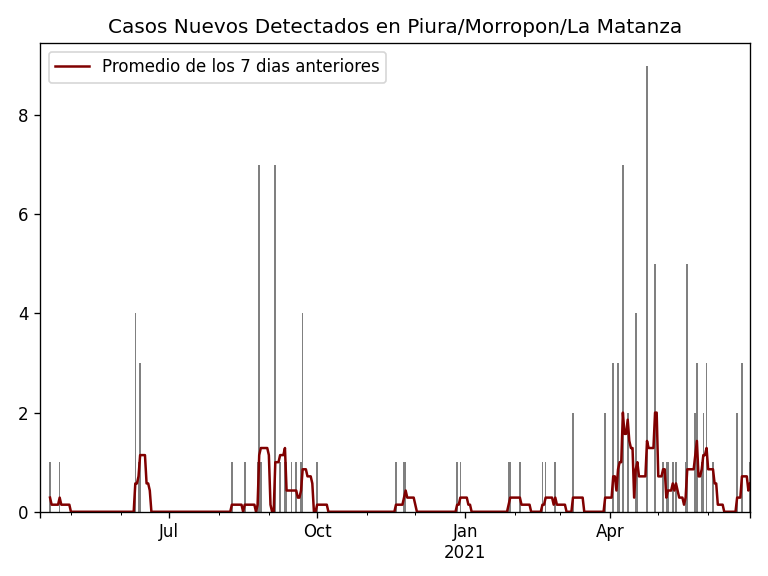 Casos Nuevos Detectados en Piura/Morropon/La Matanza
Promedio de los 7 dias anteriores
8
6
4
2
0
Jul
Oct
Jan
2021
Apr